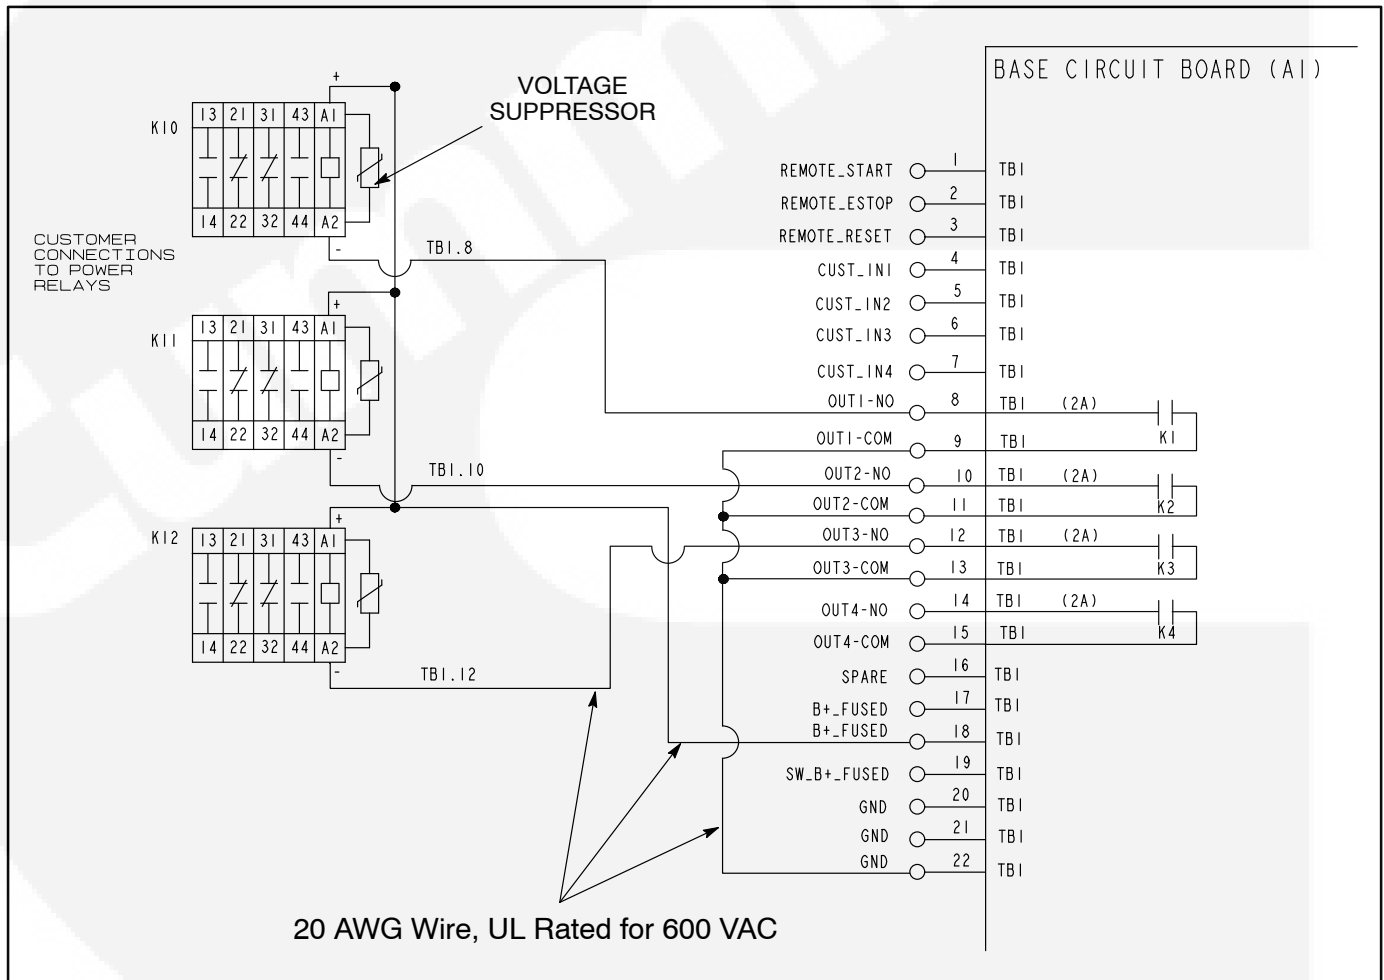 BASE CIRCUIT BOARD (A1)
VOLTAGE
SUPPRESSOR
+
K10
13 21 31 43 A1
14 22 32 44 A2
-
TB1.8
CUSTOMER
CONNECTIONS
TO POWER
RELAYS
+
K11
13 21 31 43 A1
14 22 32 44 A2
-
TB1.10
+
K12
13 21 31 43 A1
14 22 32 44 A2
-
TB1.12
REMOTE_START 1 TB1
REMOTE_ESTOP 2 TB1
REMOTE_RESET 3 TB1
CUST_IN1 4 TB1
CUST_IN2 5 TB1
CUST_IN3 6 TB1
CUST_IN4 7 TB1
OUT1-NO 8 TB1 (2A)
K1
OUT1-COM 9 TB1
OUT2-NO 10 TB1 (2A)
K2
OUT2-COM 11 TB1
OUT3-NO 12 TB1 (2A)
K3
OUT3-COM 13 TB1
OUT4-NO 14 TB1 (2A)
K4
OUT4-COM 15 TB1
SPARE 16 TB1
B+_FUSED 17 TB1
B+_FUSED 18 TB1
SW_B+_FUSED 19 TB1
GND 20 TB1
GND 21 TB1
GND 22 TB1
20 AWG Wire, UL Rated for 600 VAC